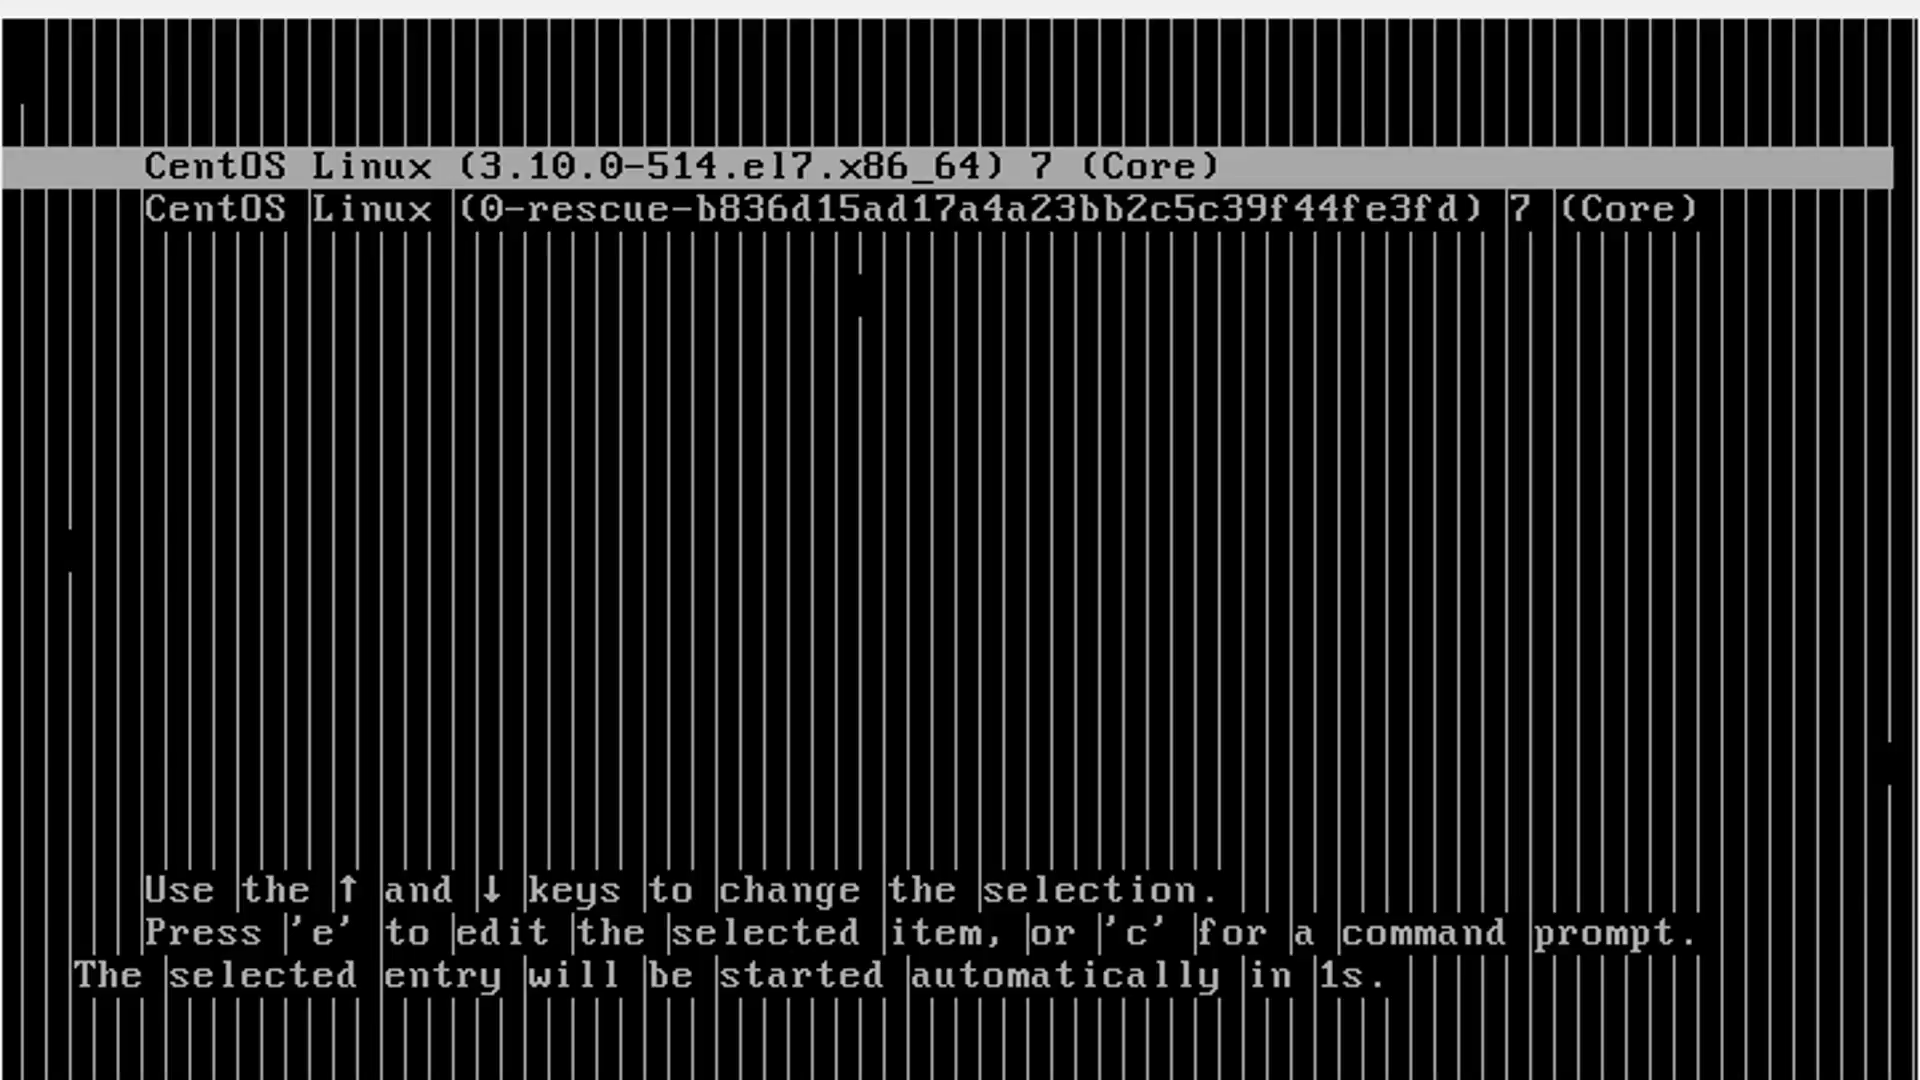 CentOS Linux (3.10.0-514.el7.x86_64) 7 (Core)
CentOS Linux (0-rescue-b836d15ad17a4a23bb2c5c39f44fe3fd) 7 (Core)
Use the ↑ and ↓ keys to change the selection.
Press 'e' to edit the selected item, or 'c' for a command prompt.
The selected entry will be started automatically in 1s.